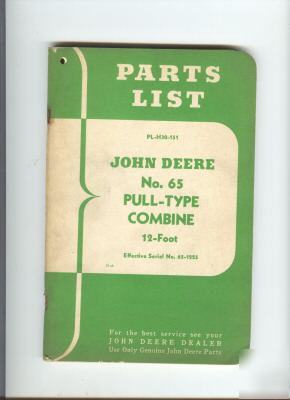 PARTS
LIST
PL-H30-151
JOHN DEERE
No. 65
PULL-TYPE
COMBINE
12-Foot
Effective Serial No. 65-1255
For the best service see your
JOHN DEERE DEALER
Use Only Genuine John Deere Parts